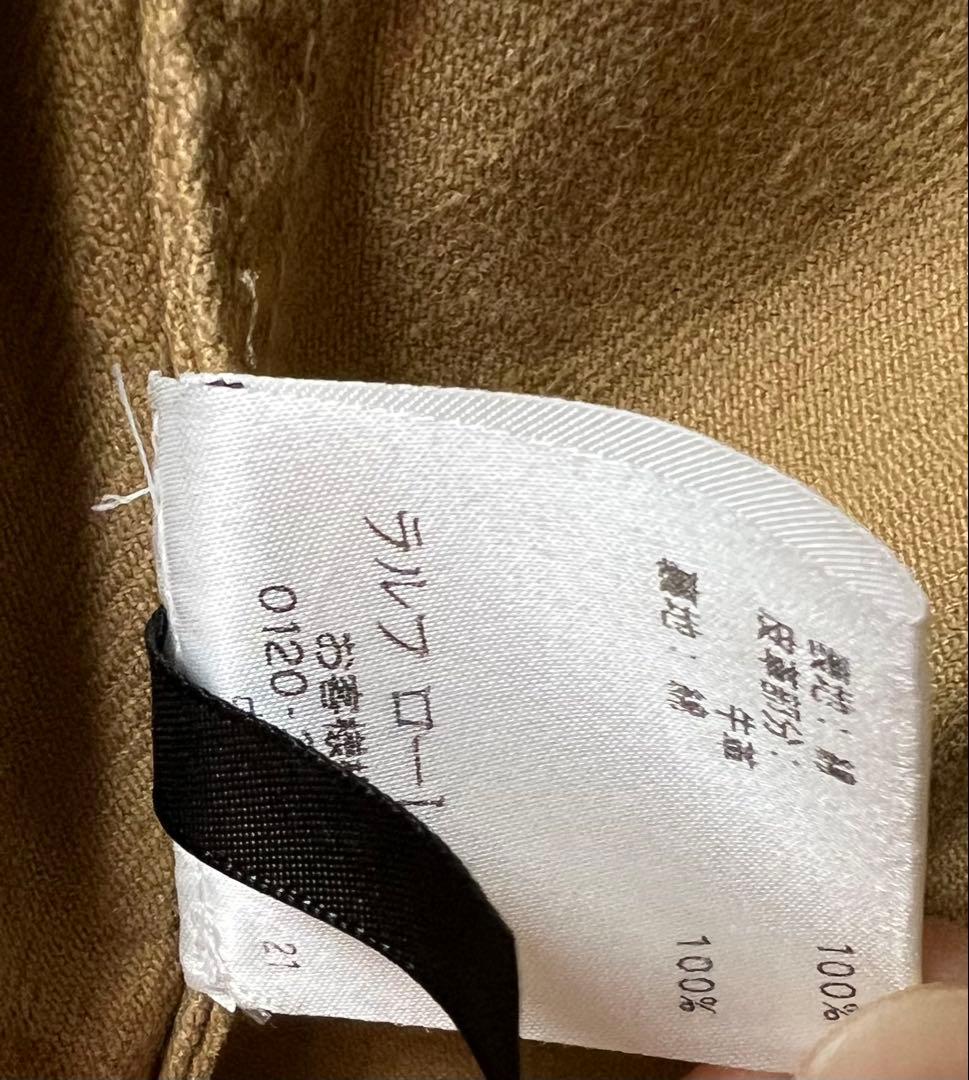 表地: 綿 100%
皮革部分:
牛革
裏地: 綿 100%
ラルフ ロー
お客様
0120-
21